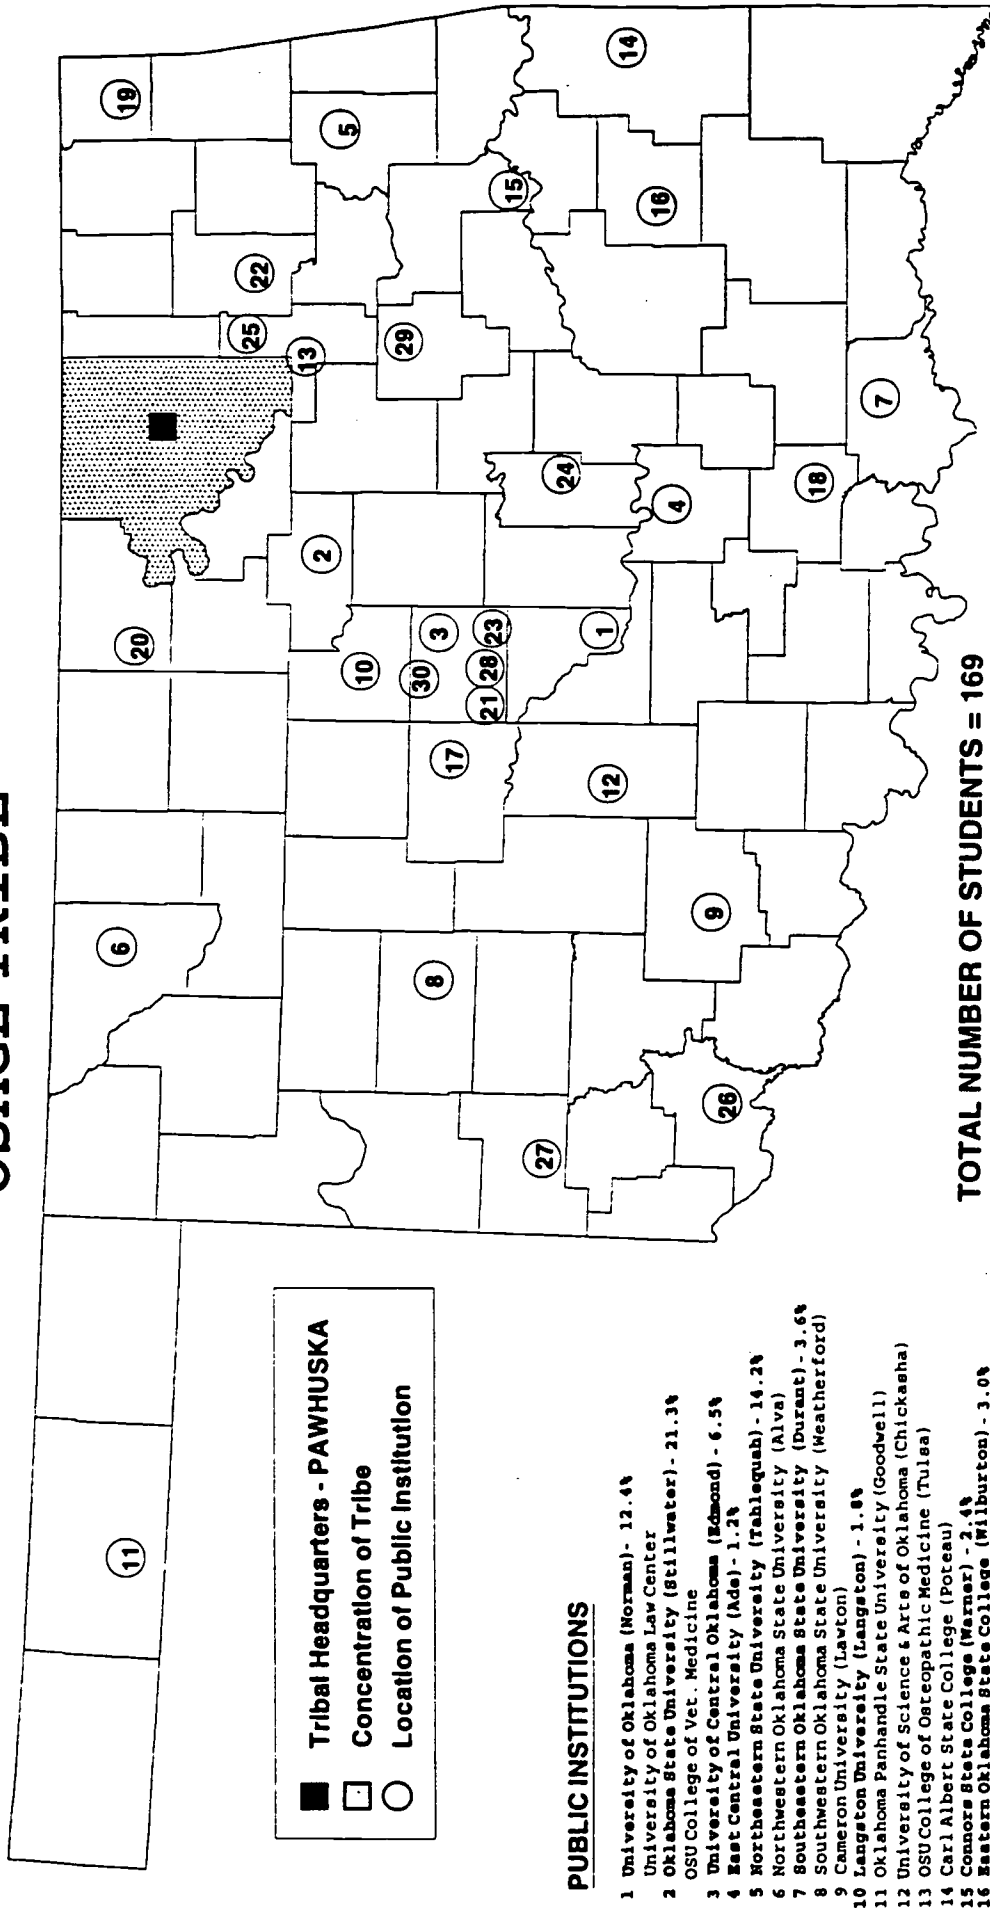 11
6
20
19
25
22
2
13
5
10
3
30
23
28
21
29
17
8
15
14
24
16
1
12
4
27
9
18
7
26
Tribal Headquarters - PAWHUSKA
Concentration of Tribe
Location of Public Institution
PUBLIC INSTITUTIONS
1 University of Oklahoma (Norman) - 12.4%
University of Oklahoma Law Center
2 Oklahoma State University (Stillwater) - 21.3%
OSU College of Vet. Medicine
3 University of Central Oklahoma (Edmond) - 6.5%
4 East Central University (Ada) - 1.2%
5 Northeastern State University (Tahlequah) - 14.2%
6 Northwestern Oklahoma State University (Alva)
7 Southeastern Oklahoma State University (Durant) - 3.6%
8 Southwestern Oklahoma State University (Weatherford)
9 Cameron University (Lawton)
10 Langston University (Langston) - 1.8%
11 Oklahoma Panhandle State University (Goodwell)
12 University of Science & Arts of Oklahoma (Chickasha)
13 OSU College of Osteopathic Medicine (Tulsa)
14 Carl Albert State College (Poteau)
15 Connors State College (Warner) - 2.4%
16 Eastern Oklahoma State College (Wilburton) - 3.0%
TOTAL NUMBER OF STUDENTS = 169